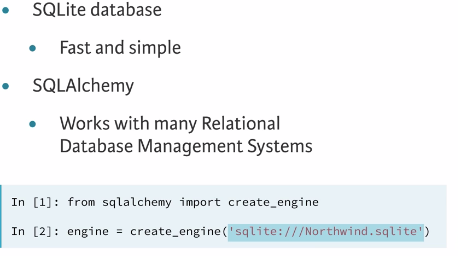 SQLite database
Fast and simple
SQLAlchemy
Works with many Relational
Database Management Systems
In [1]: from sqlalchemy import create_engine
In [2]: engine = create_engine('sqlite:///Northwind.sqlite')